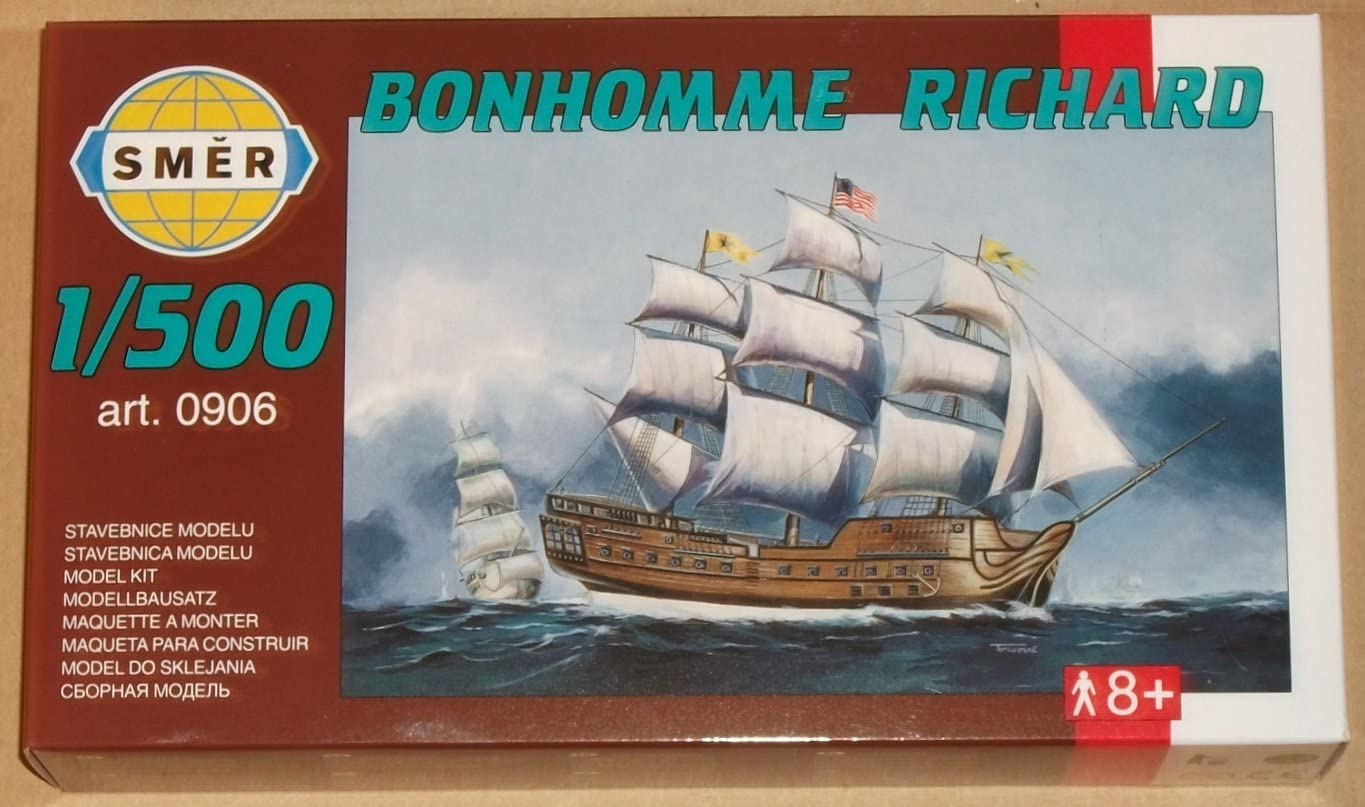 BONHOMME RICHARD
SMĚR
1/500
art. 0906
STAVEBNICE MODELU
STAVEBNICA MODELU
MODEL KIT
MODELLBAUSATZ
MAQUETTE A MONTER
MAQUETA PARA CONSTRUIR
MODEL DO SKLEJANIA
СБОРНАЯ МОДЕЛЬ
8+